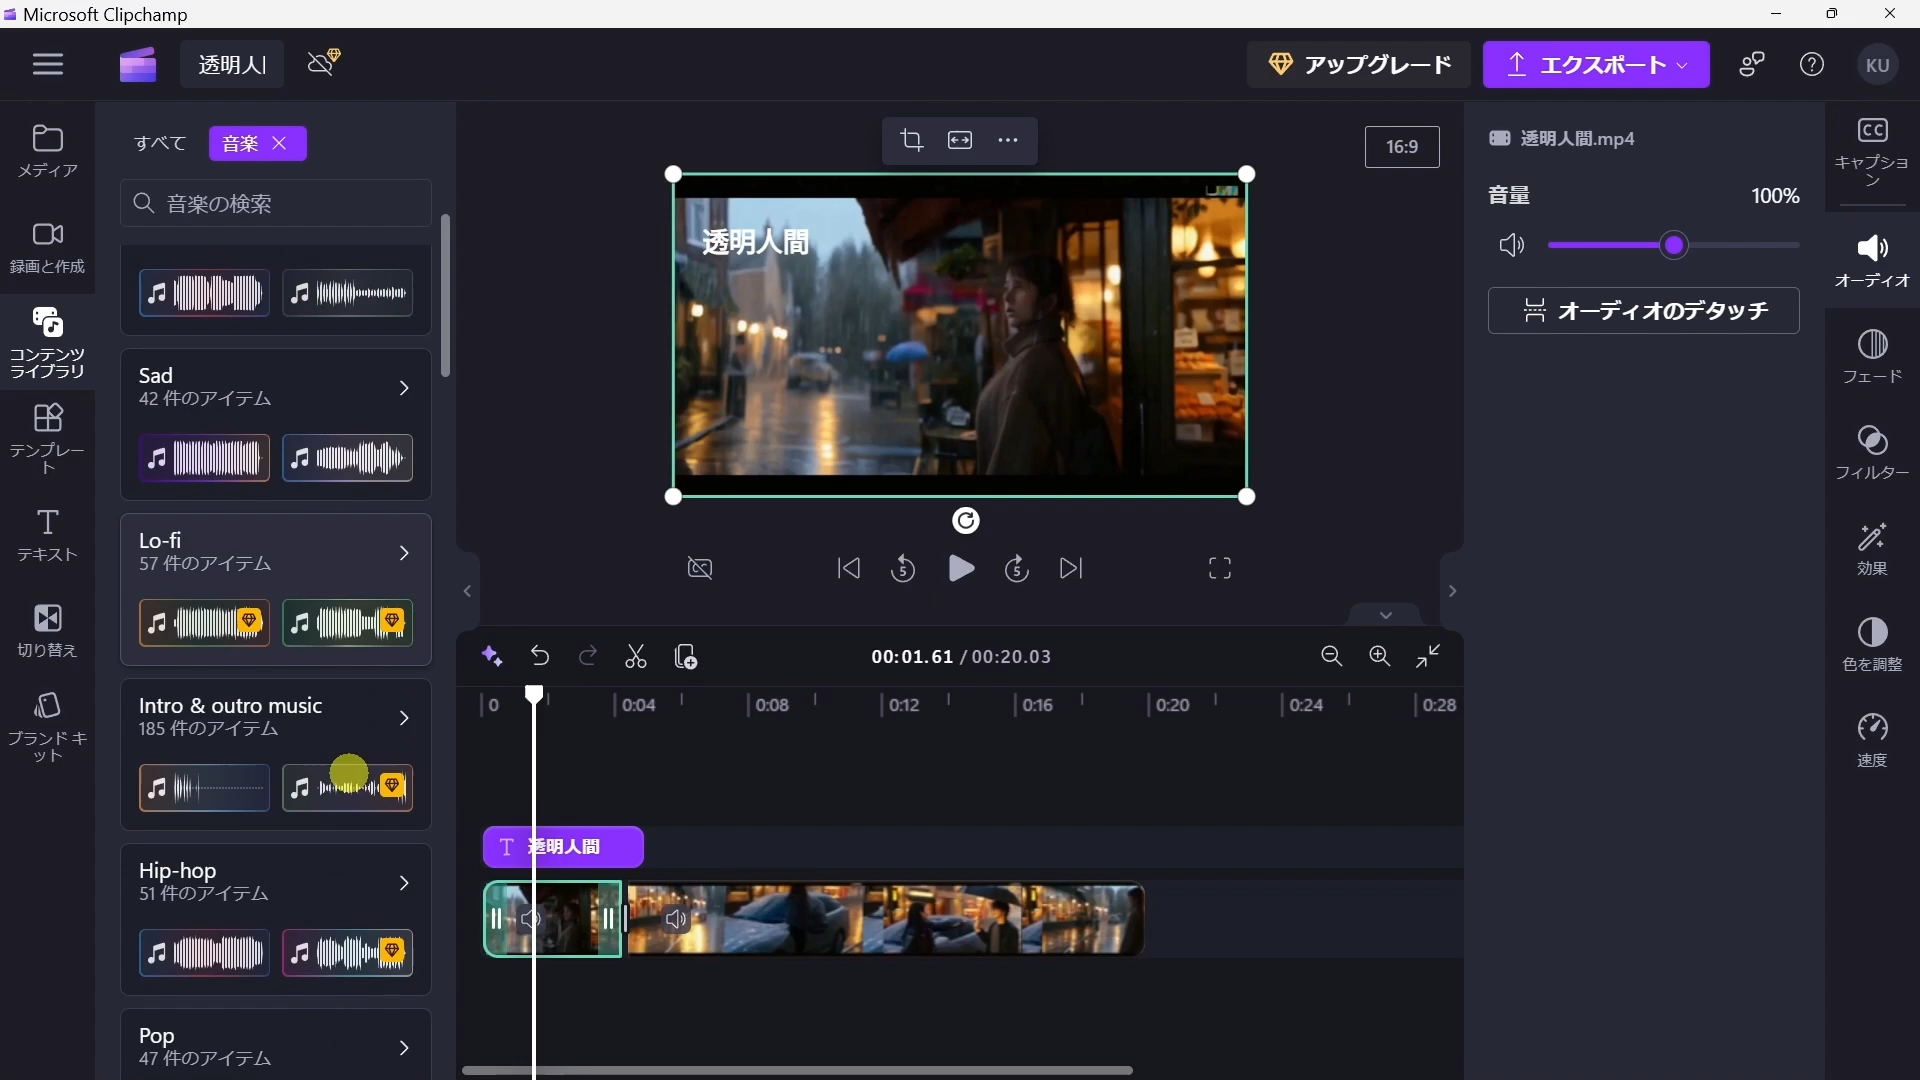 Microsoft Clipchamp
透明人
アップグレード
エクスポート
KU
メディア
録画と作成
コンテンツ
ライブラリ
テンプレー
ト
テキスト
切り替え
ブランド キ
ット
すべて
音楽
音楽の検索
Sad
42 件のアイテム
Lo-fi
57 件のアイテム
Intro & outro music
185 件のアイテム
Hip-hop
51 件のアイテム
Pop
47 件のアイテム
16:9
透明人間
5
5
00:01.61 / 00:20.03
0
0:04
0:08
0:12
0:16
0:20
0:24
0:28
T 透明人間
透明人間.mp4
音量
100%
オーディオのデタッチ
CC
キャプショ
ン
オーディオ
フェード
フィルター
効果
色を調整
速度